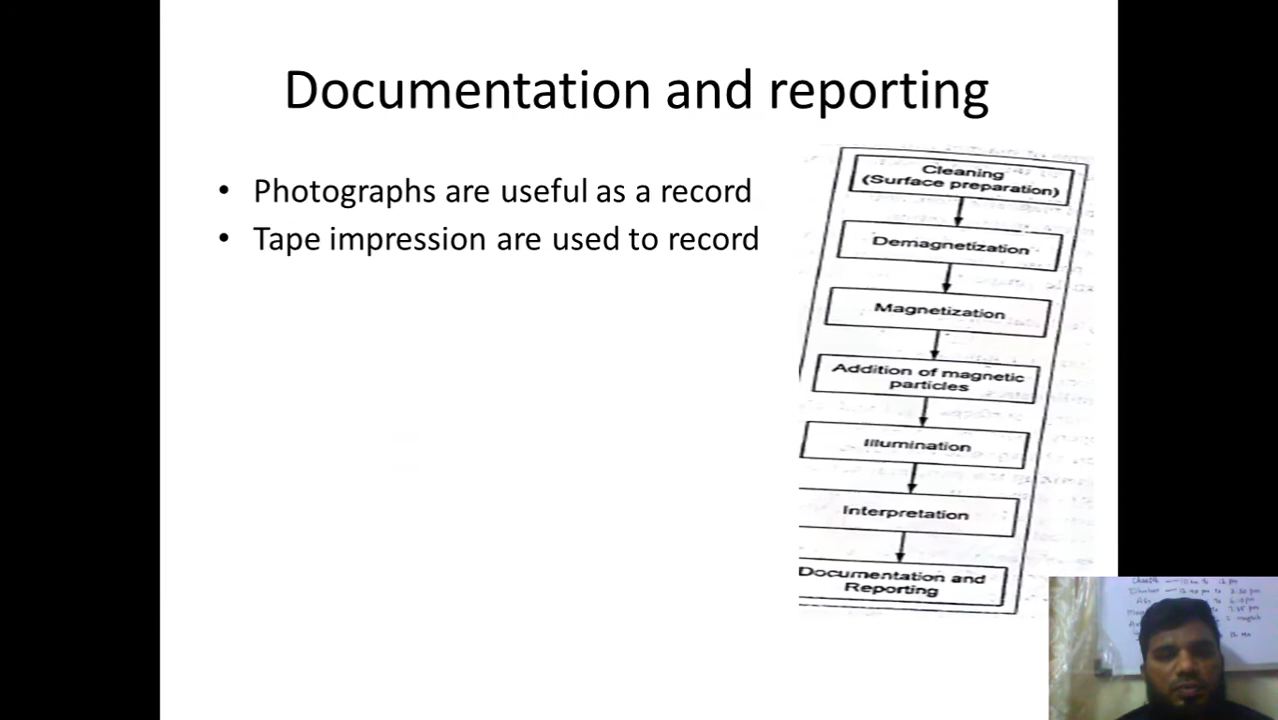 Documentation and reporting
• Photographs are useful as a record
• Tape impression are used to record
Cleaning
(Surface preparation)
Demagnetization
Magnetization
Addition of magnetic
particles
Illumination
Interpretation
Documentation and
Reporting